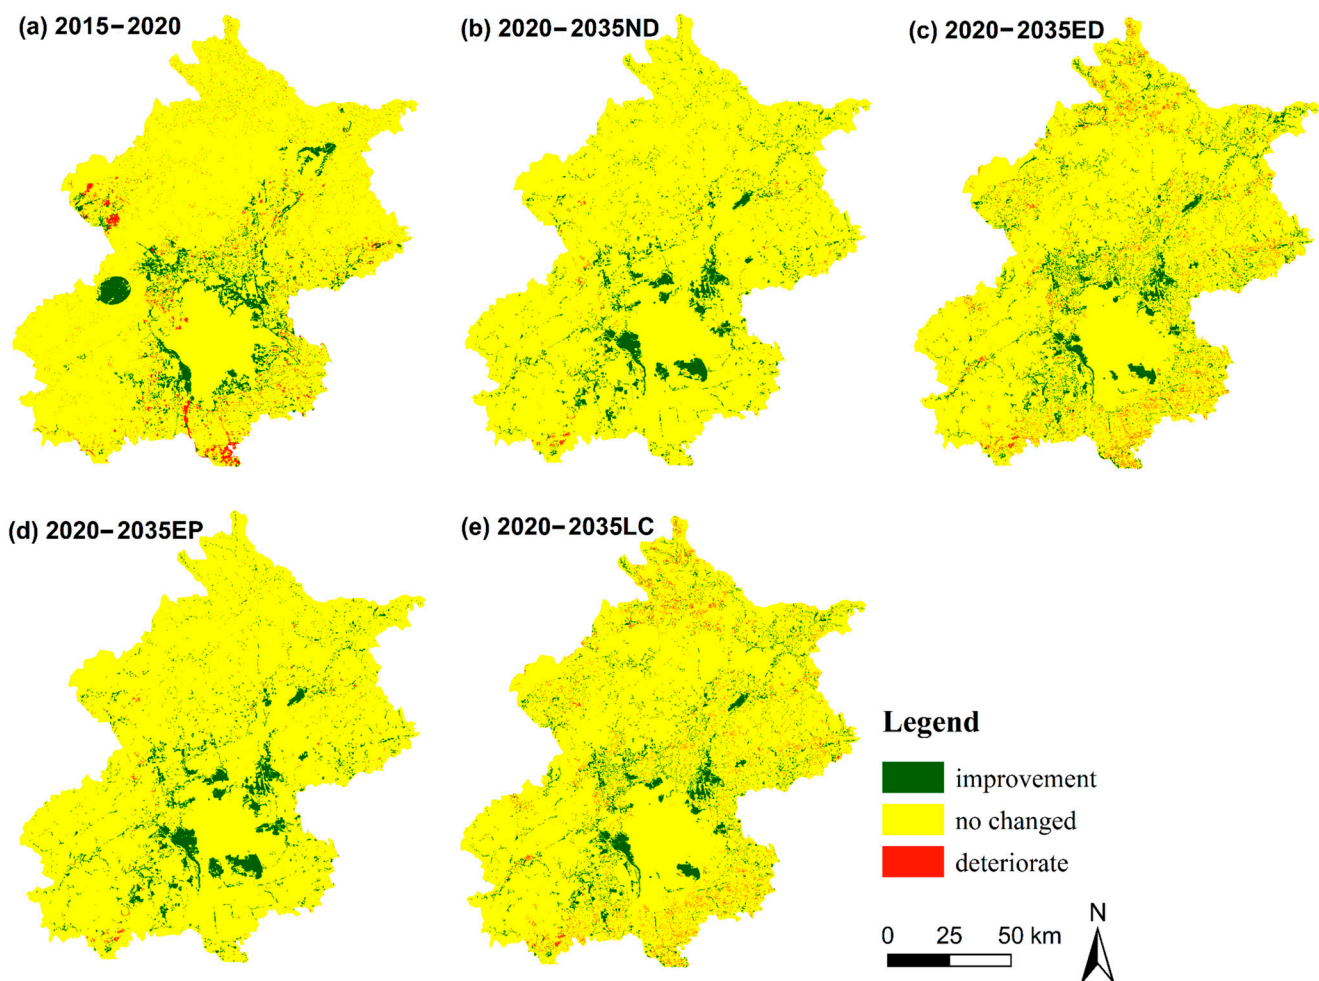 (a) 2015–2020
(b) 2020–2035ND
(c) 2020–2035ED
(d) 2020–2035EP
(e) 2020–2035LC
Legend
improvement
no changed
deteriorate
0 25 50 km
N